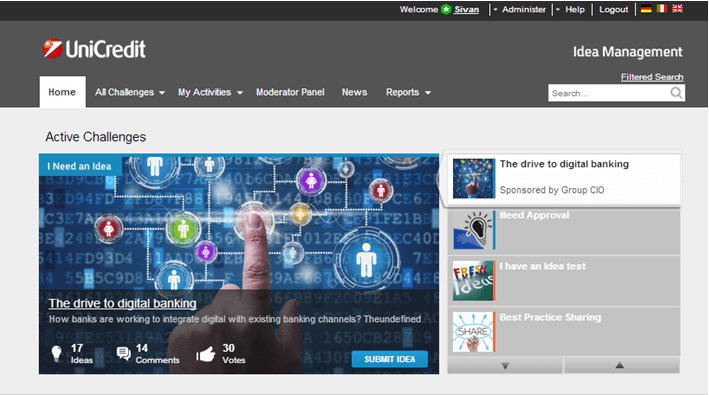 Welcome Sivan Administer Help Logout
UniCredit
Idea Management
Filtered Search
Home All Challenges My Activities Moderator Panel News Reports
Search...
Active Challenges
I Need an Idea
The drive to digital banking
How banks are working to integrate digital with existing banking channels? Theundefined
17 Ideas
14 Comments
30 Votes
SUBMIT IDEA
The drive to digital banking
Sponsored by Group CIO
Need Approval
I have an Idea test
FRESH
Ideas
Best Practice Sharing
SHARE